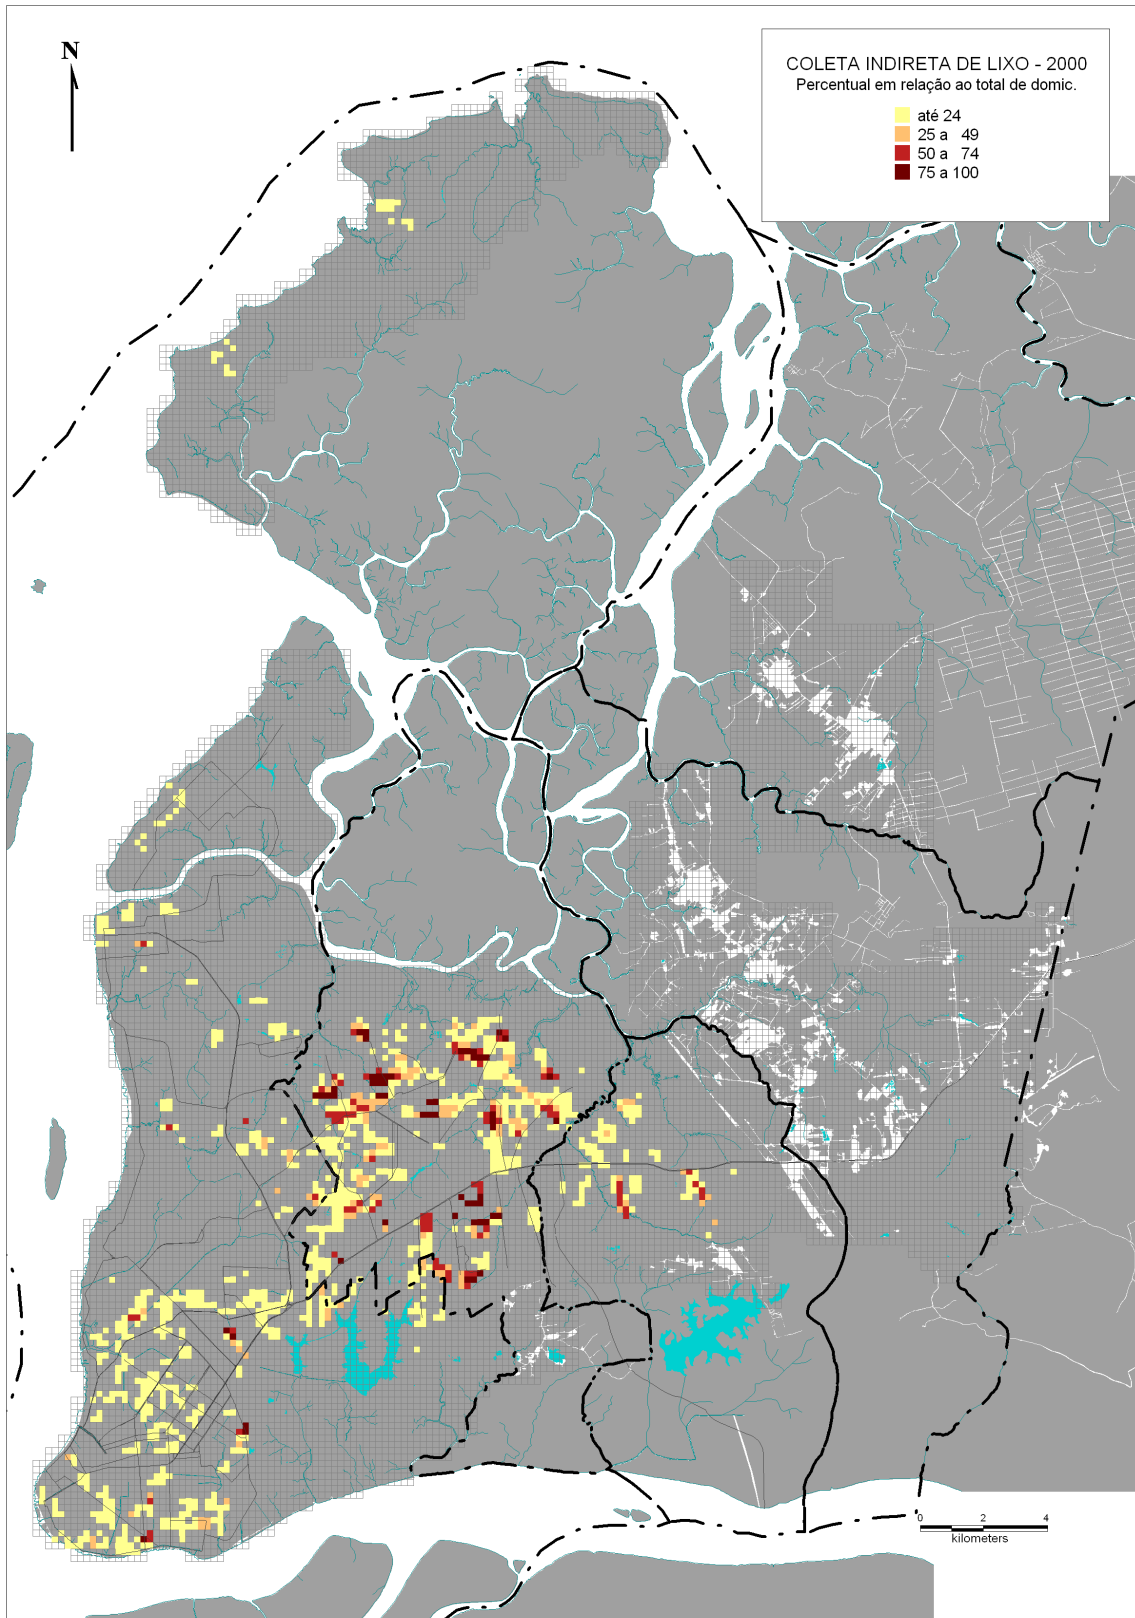 N
COLETA INDIRETA DE LIXO - 2000
Percentual em relação ao total de domic.
até 24
25 a 49
50 a 74
75 a 100
0 2 4
kilometers